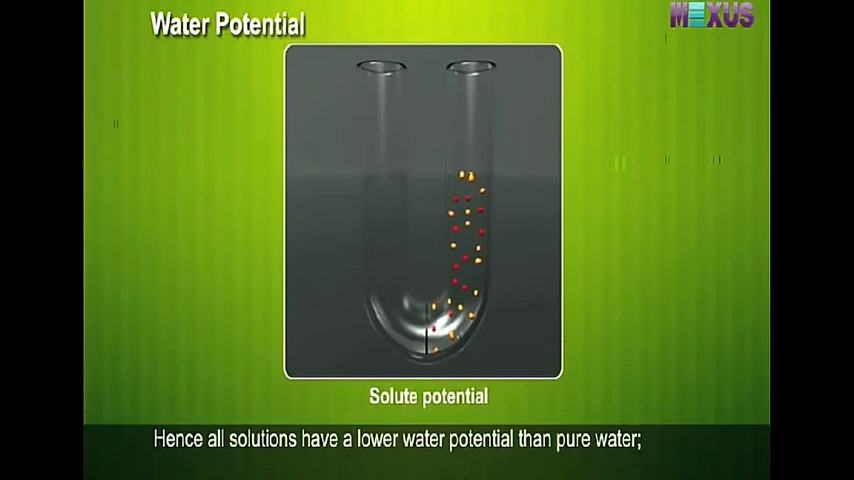 Water Potential
MEXUS
Solute potential
Hence all solutions have a lower water potential than pure water;